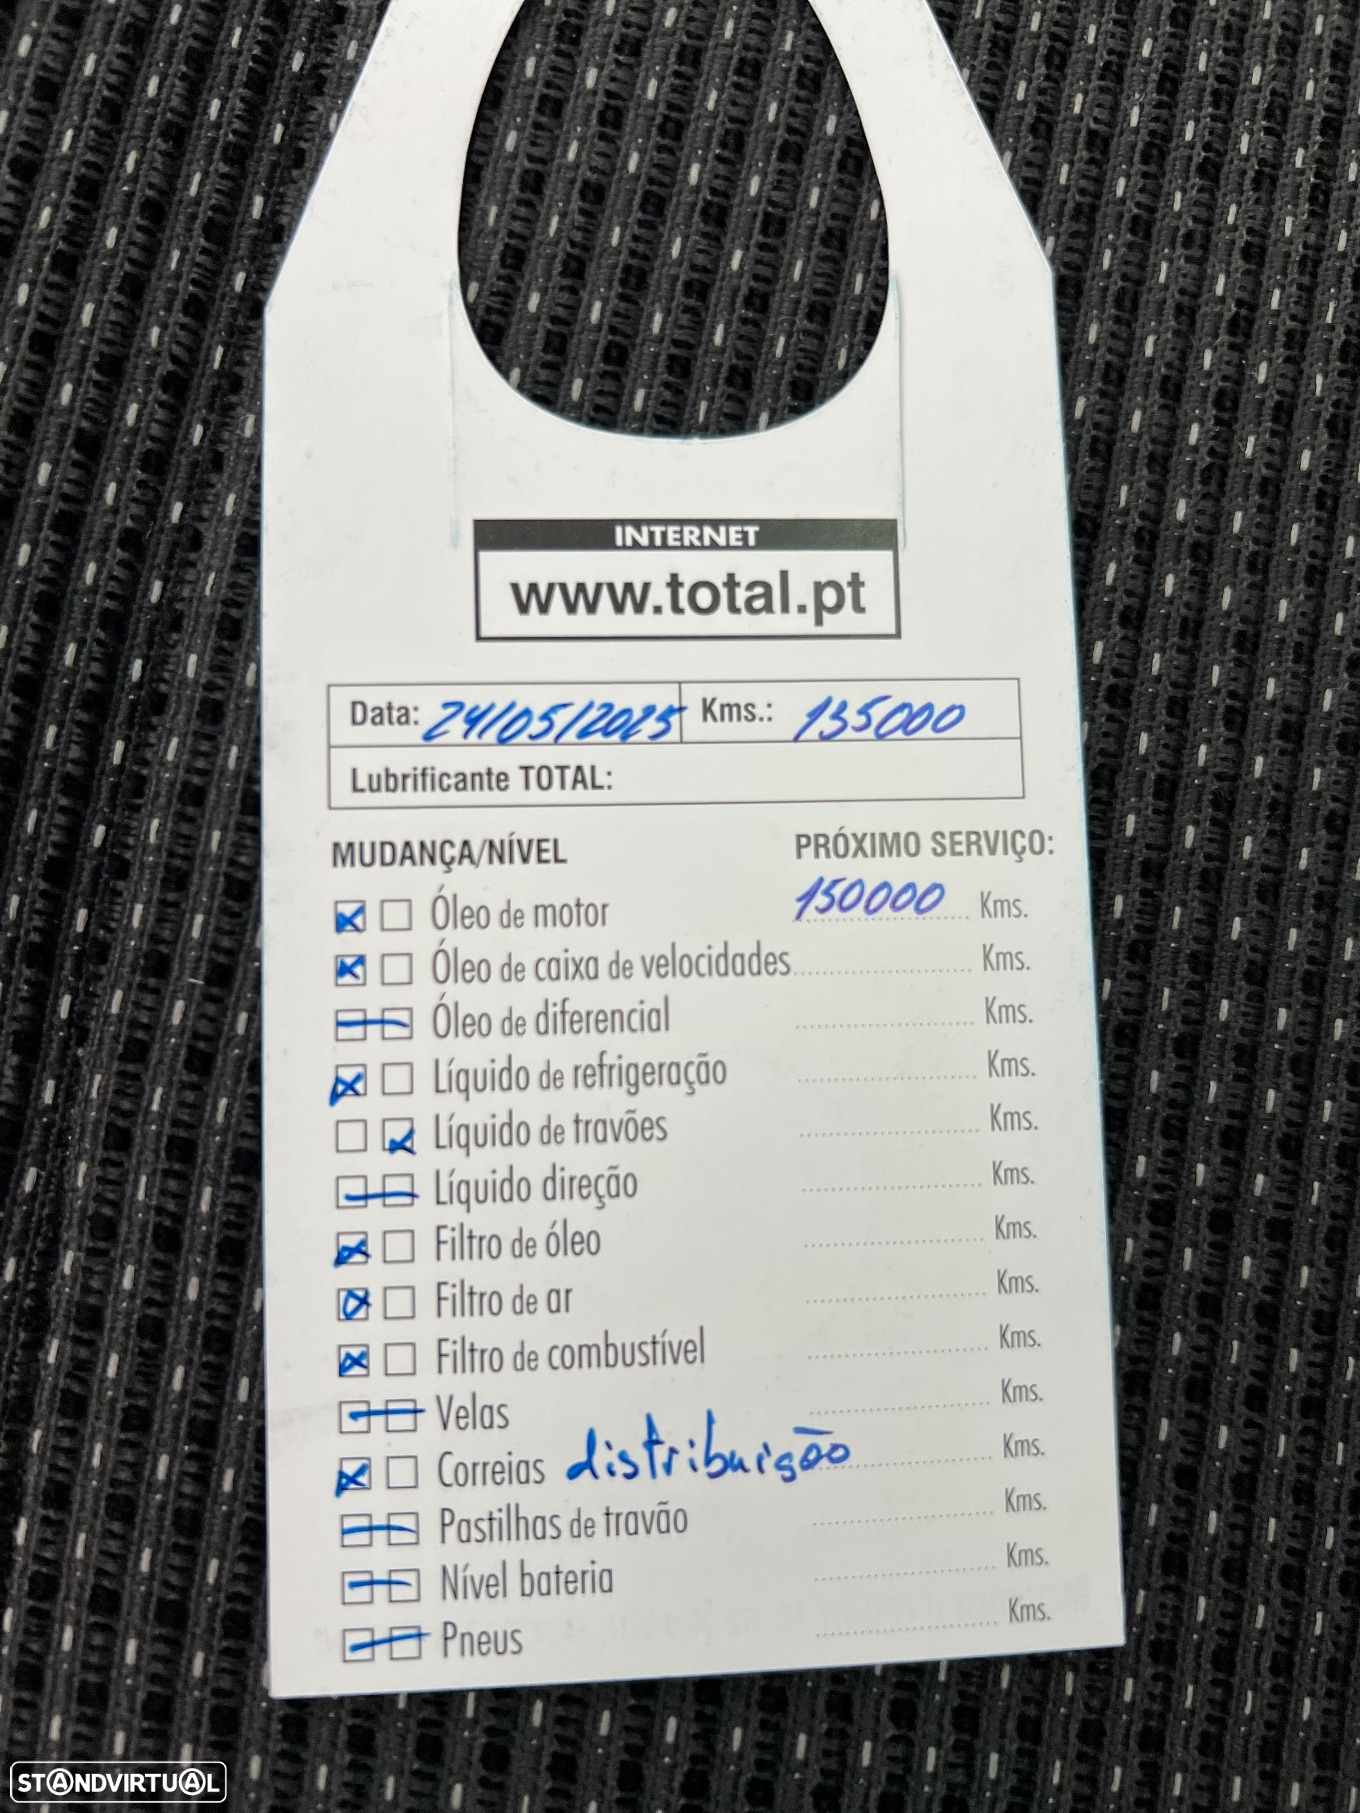 INTERNET
www.total.pt
Data: 24/05/2025 Kms.: 135000
Lubrificante TOTAL:
MUDANÇA/NÍVEL PRÓXIMO SERVIÇO:
Óleo de motor 150000 Kms.
Óleo de caixa de velocidades Kms.
Óleo de diferencial Kms.
Líquido de refrigeração Kms.
Líquido de travões Kms.
Líquido direção Kms.
Filtro de óleo Kms.
Filtro de ar Kms.
Filtro de combustível Kms.
Velas Kms.
Correias distribuição Kms.
Pastilhas de travão Kms.
Nível bateria Kms.
Pneus Kms.
STANDVIRTUAL